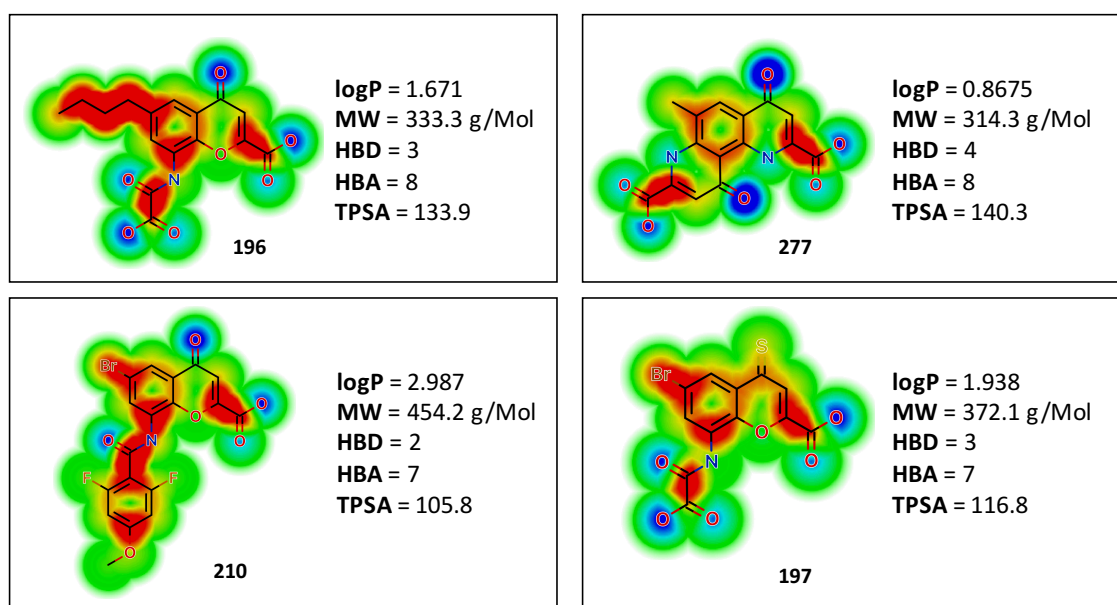 logP = 1.671
MW = 333.3 g/Mol
HBD = 3
HBA = 8
TPSA = 133.9
O
O
O
O
O
N
O
O
O
196
logP = 0.8675
MW = 314.3 g/Mol
HBD = 4
HBA = 8
TPSA = 140.3
O
O
O
N
N
O
O
O
277
logP = 2.987
MW = 454.2 g/Mol
HBD = 2
HBA = 7
TPSA = 105.8
O
Br
O
O
O
N
O
F
F
O
210
logP = 1.938
MW = 372.1 g/Mol
HBD = 3
HBA = 7
TPSA = 116.8
S
Br
O
O
O
N
O
O
O
197